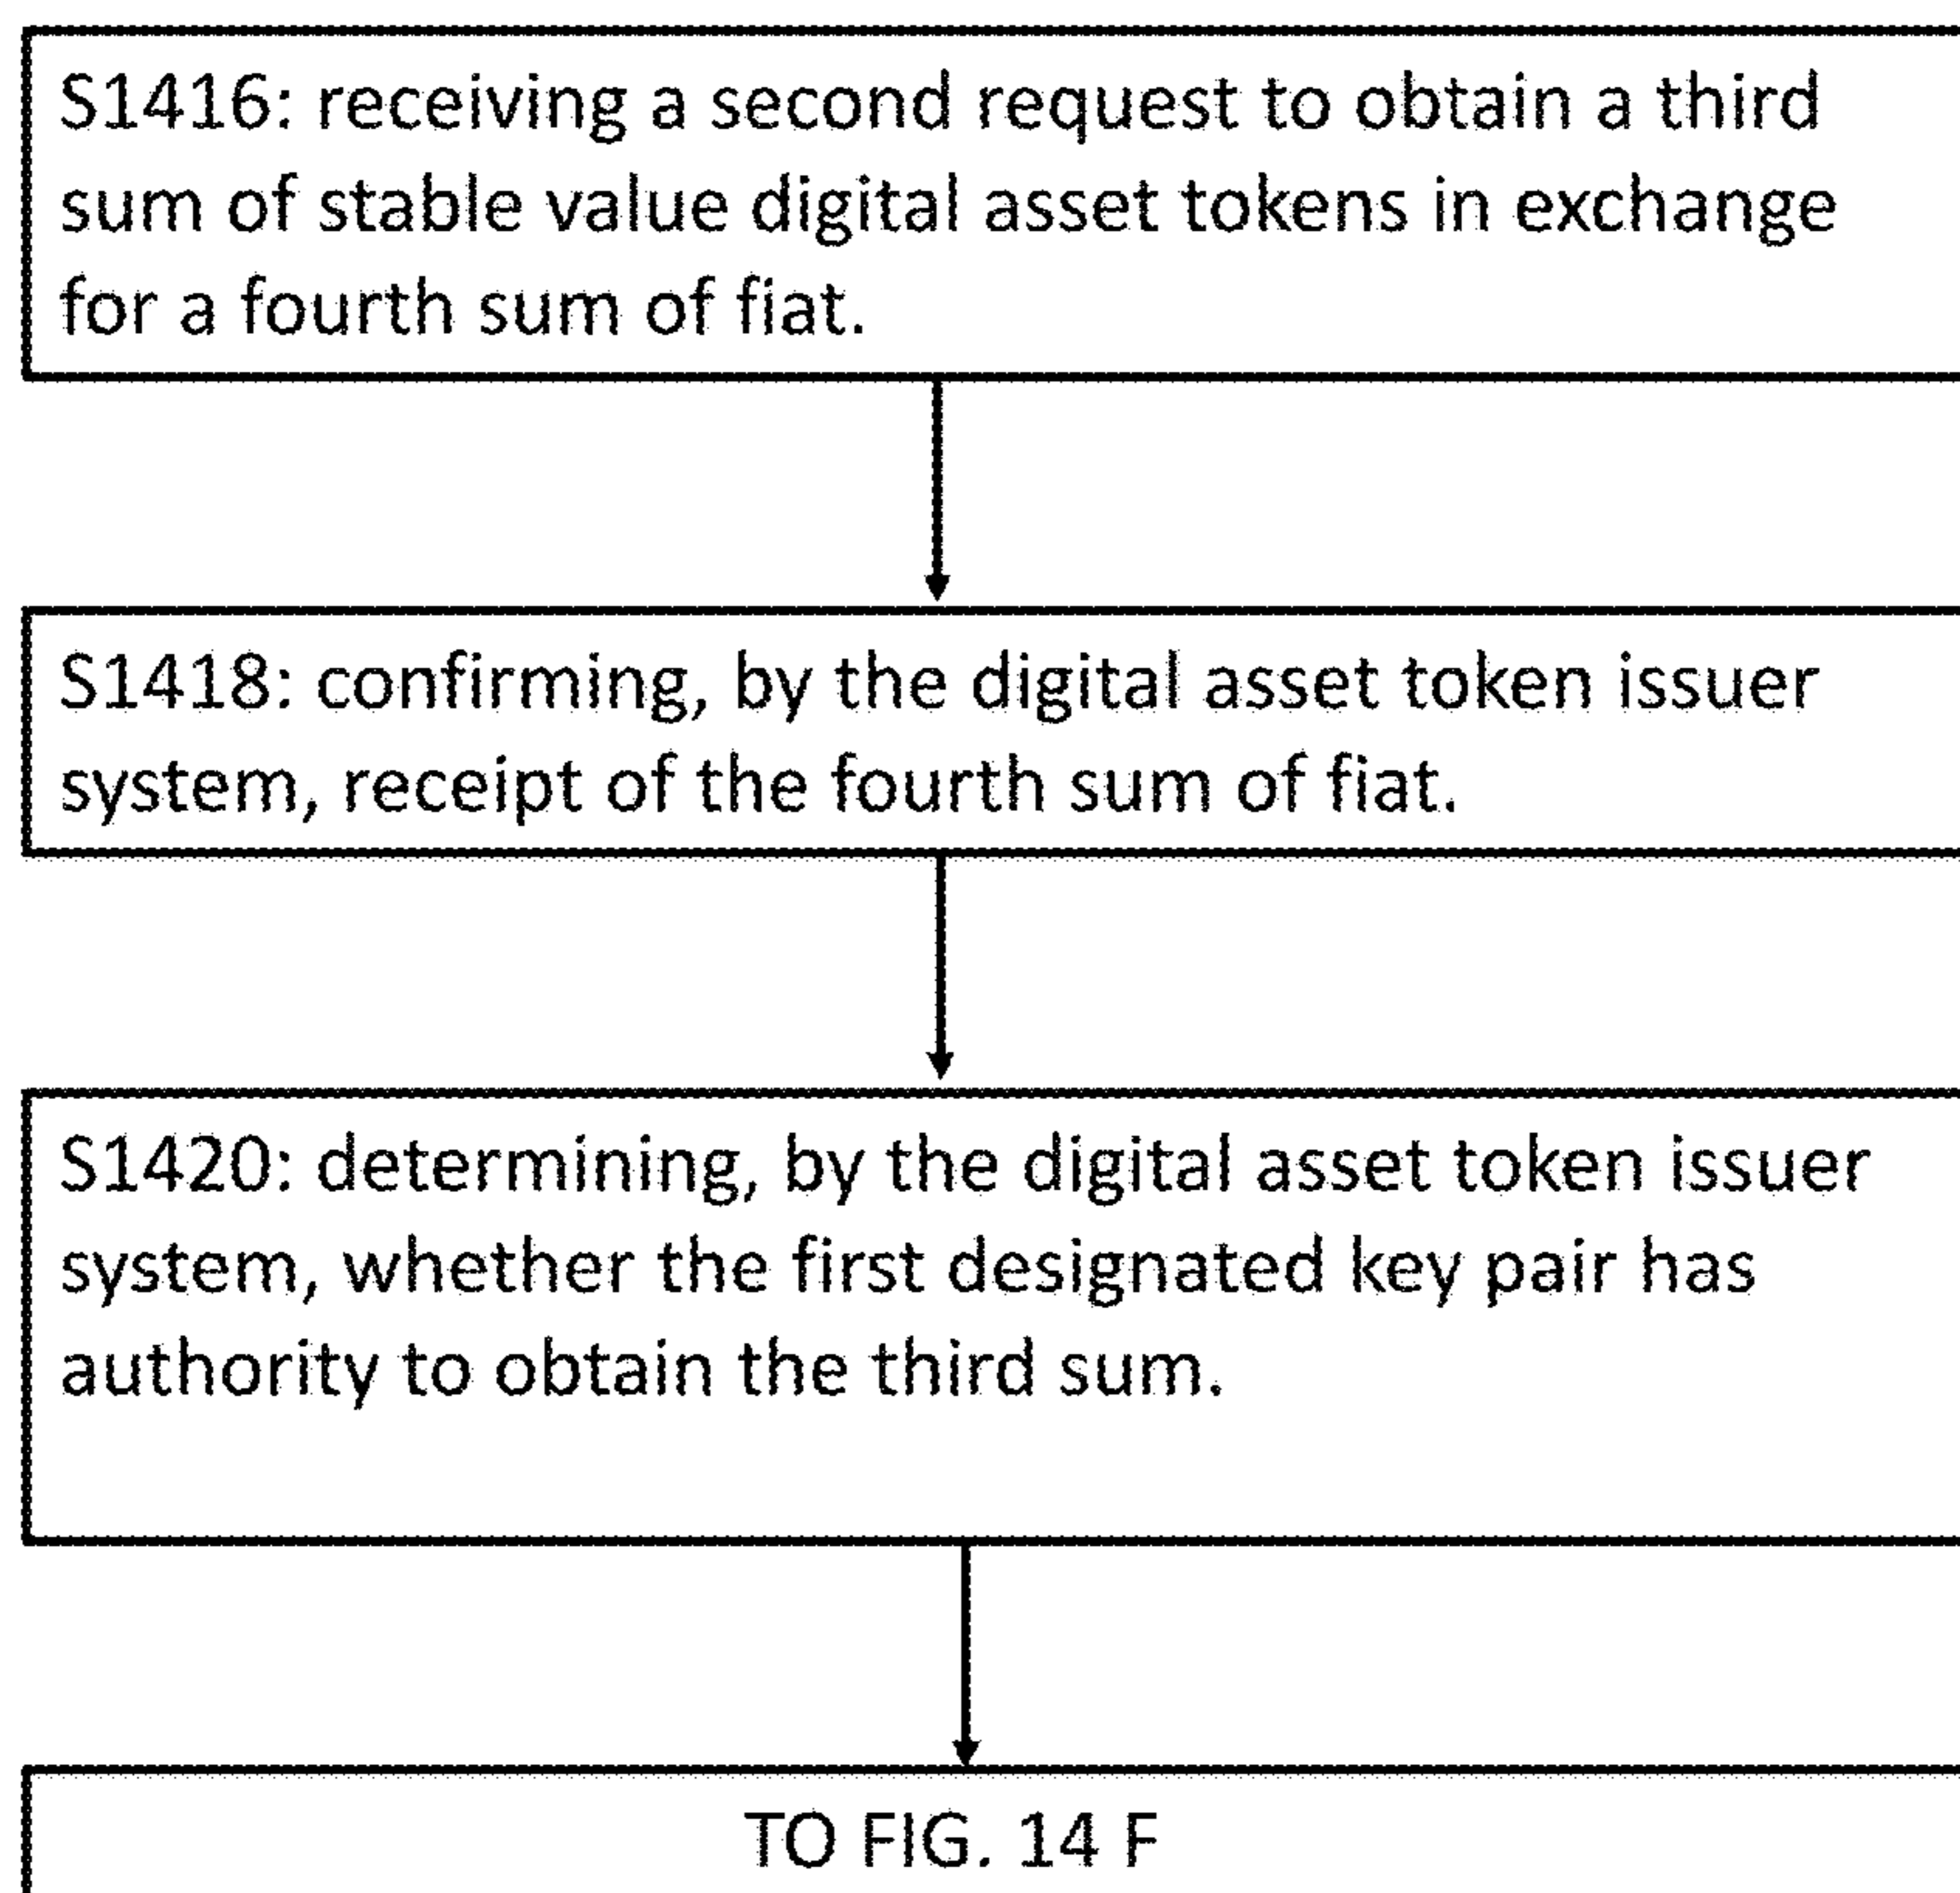 S1416: receiving a second request to obtain a third
sum of stable value digital asset tokens in exchange
for a fourth sum of fiat.
S1418: confirming, by the digital asset token issuer
system, receipt of the fourth sum of fiat.
S1420: determining, by the digital asset token issuer
system, whether the first designated key pair has
authority to obtain the third sum.
TO FIG. 14 F